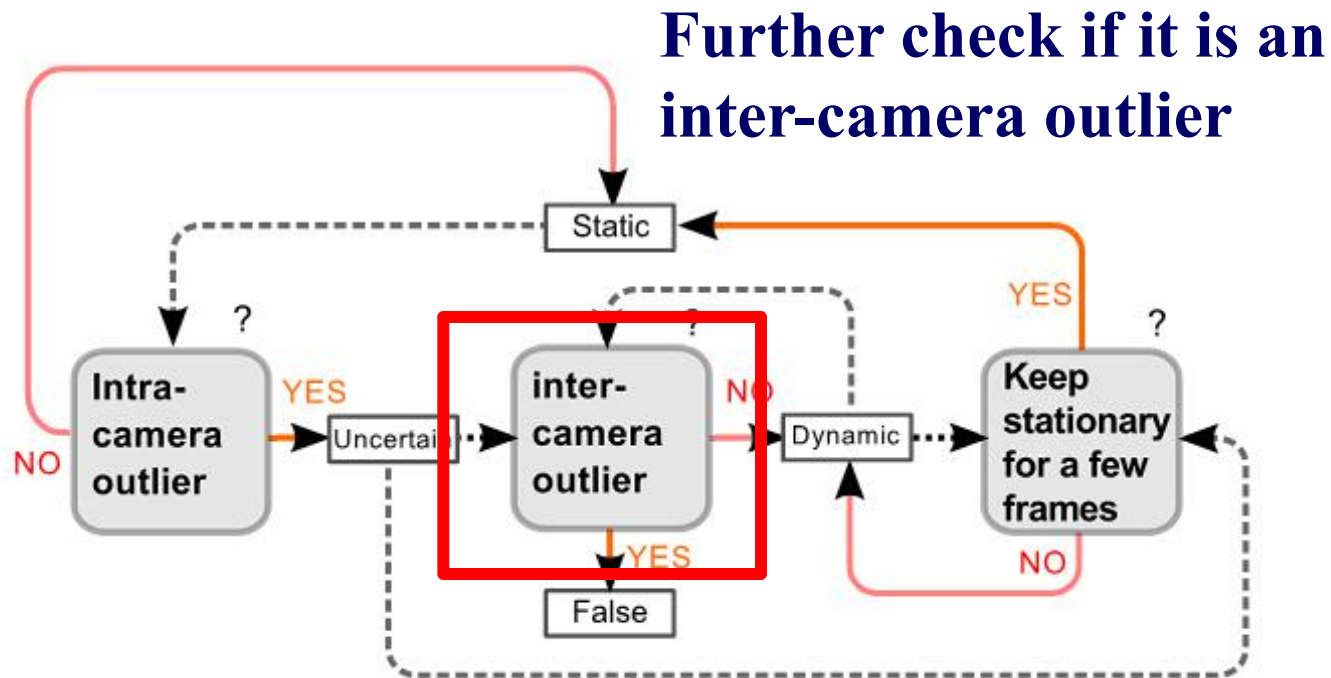 Further check if it is an
inter-camera outlier
Static
YES
?
?
?
Intra-
camera
outlier
YES
NO
Uncertain
inter-
camera
outlier
NO
YES
False
Dynamic
Keep
stationary
for a few
frames
NO